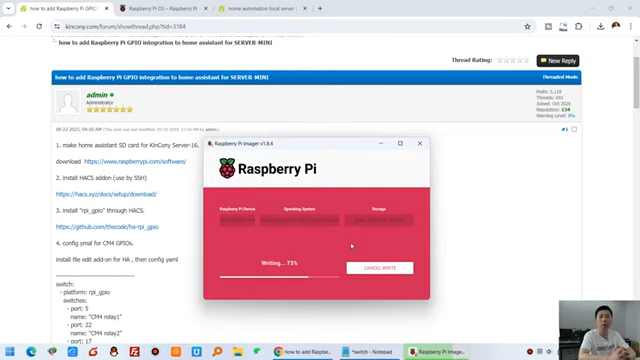 how to add Raspberry Pi GPIO
Raspberry Pi OS – Raspberry Pi
home automation local server
kincony.com/forum/showthread.php?tid=3184
how to add Raspberry Pi GPIO integration to home assistant for SERVER-MINI
Thread Rating:
New Reply
how to add Raspberry Pi GPIO integration to home assistant for SERVER-MINI
Threaded Mode
admin
Administrator
Posts: 5,118
Threads: 691
Joined: Oct 2020
Reputation: 134
Warning Level: 0%
#1
1. make home assistant SD card for KinCony Server-16.
download https://www.raspberrypi.com/software/
2. install HACS addon (use by SSH)
https://hacs.xyz/docs/setup/download/
3. install "rpi_gpio" through HACS.
https://github.com/thecode/ha-rpi_gpio
4. config ymal for CM4 GPIOs.
install file edit add-on for HA , then config yaml
switch:
- platform: rpi_gpio
switches:
- port: 5
name: "CM4 relay1"
- port: 22
name: "CM4 relay2"
- port: 17
Raspberry Pi Imager v1.8.4
Raspberry Pi
Raspberry Pi Device
Operating System
Storage
Writing... 73%
CANCEL WRITE
how to add Raspbe...
*switch - Notepad
Raspberry Pi Image...